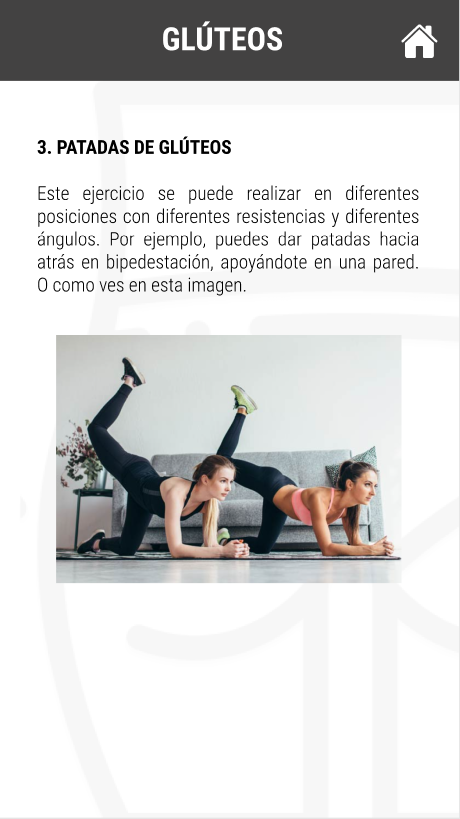 GLÚTEOS
3. PATADAS DE GLÚTEOS
Este ejercicio se puede realizar en diferentes
posiciones con diferentes resistencias y diferentes
ángulos. Por ejemplo, puedes dar patadas hacia
atrás en bipedestación, apoyándote en una pared.
O como ves en esta imagen.